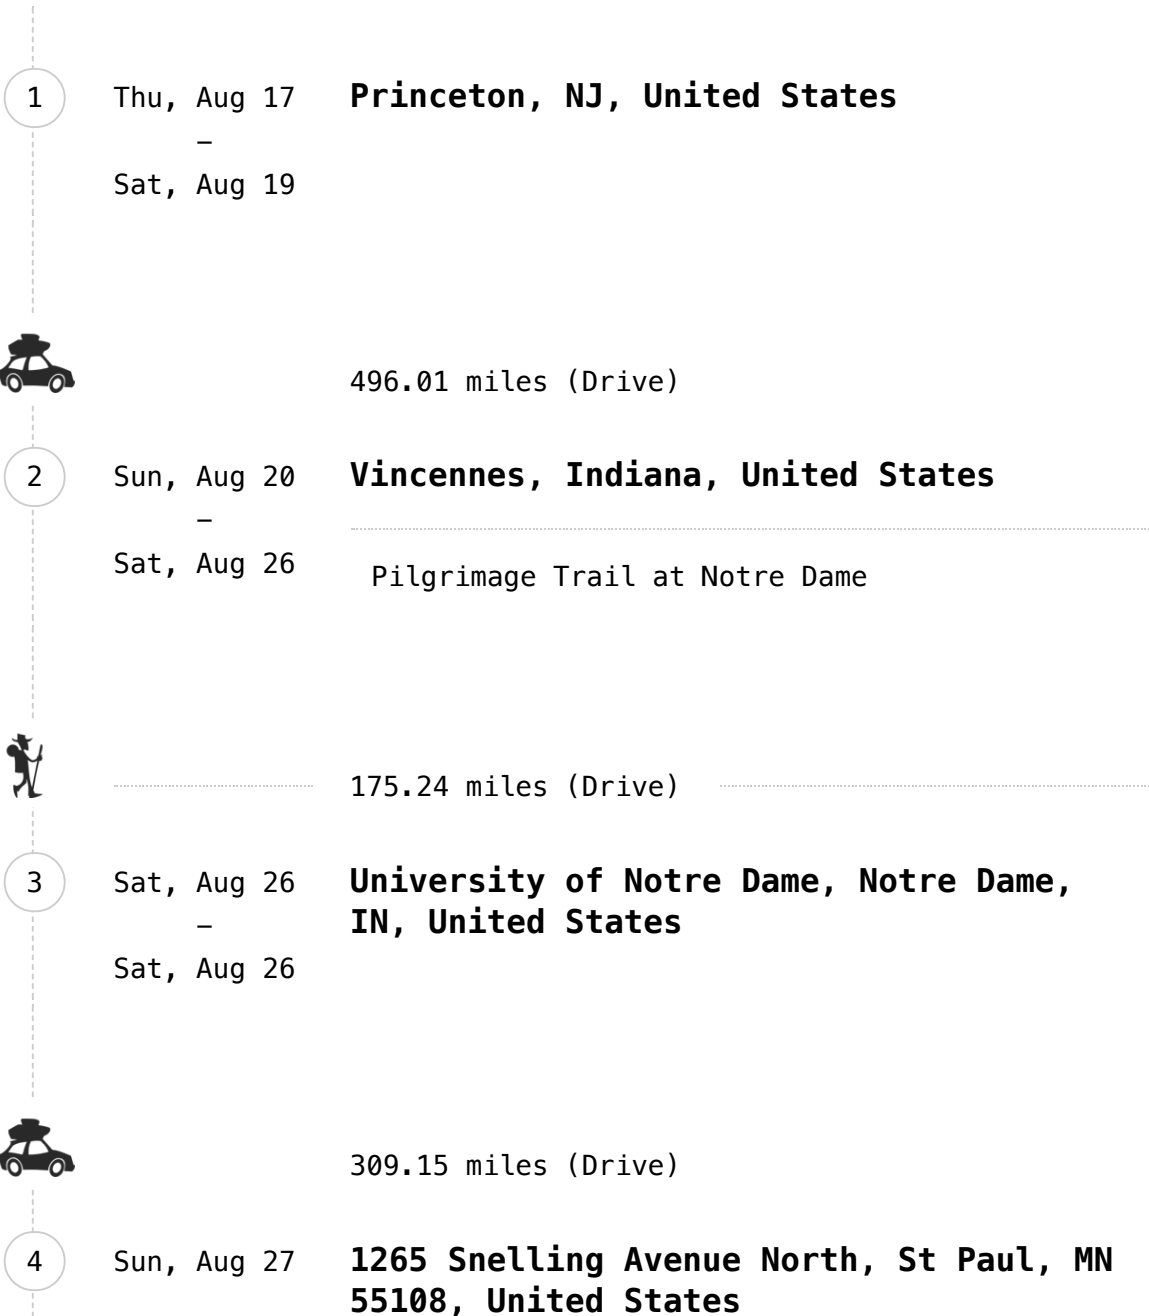 1
Thu, Aug 17
–
Sat, Aug 19
Princeton, NJ, United States
496.01 miles (Drive)
2
Sun, Aug 20
–
Sat, Aug 26
Vincennes, Indiana, United States
Pilgrimage Trail at Notre Dame
175.24 miles (Drive)
3
Sat, Aug 26
–
Sat, Aug 26
University of Notre Dame, Notre Dame,
IN, United States
309.15 miles (Drive)
4
Sun, Aug 27
1265 Snelling Avenue North, St Paul, MN
55108, United States